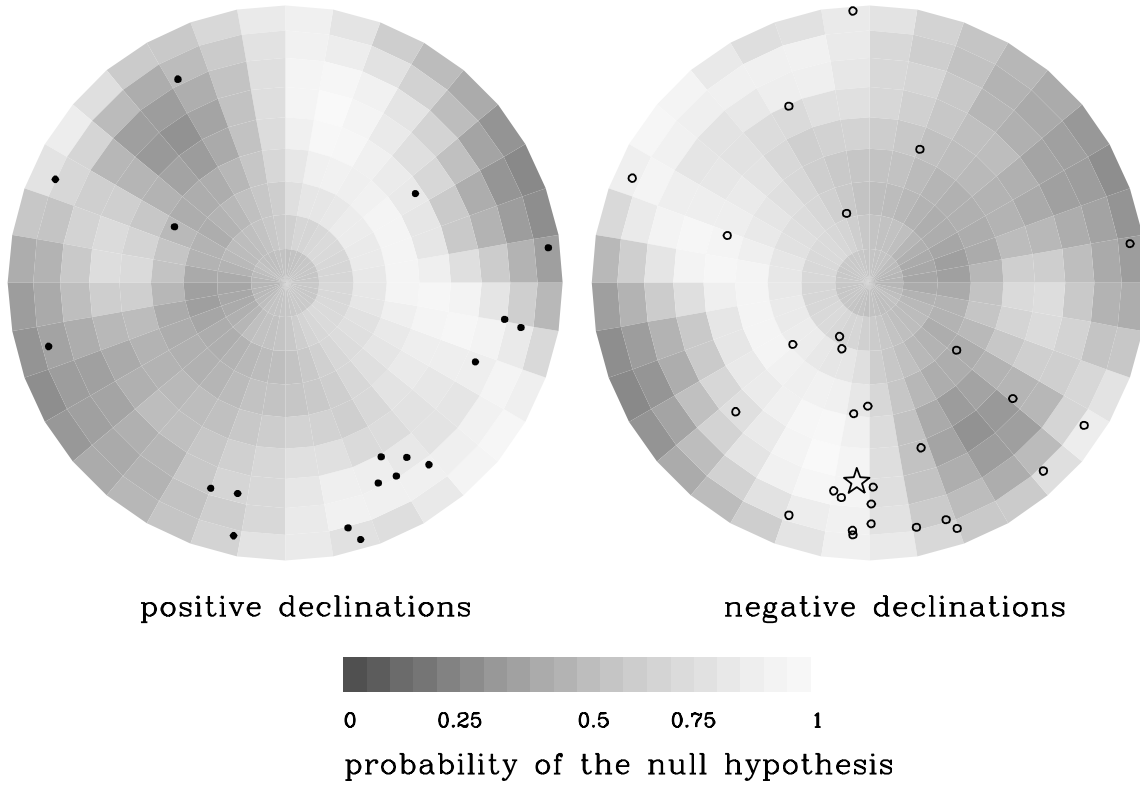 positive declinations
negative declinations
0 0.25 0.5 0.75 1
probability of the null hypothesis